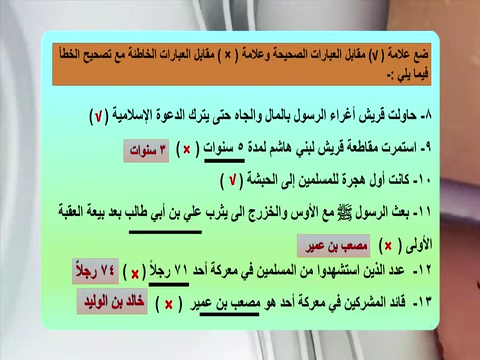 ضع علامة (√) مقابل العبارات الصحيحة وعلامة ( × ) مقابل العبارات الخاطئة مع تصحيح الخطأ
فيما يلي :-
٨- حاولت قريش أغراء الرسول بالمال والجاه حتى يترك الدعوة الإسلامية (√)
٩- استمرت مقاطعة قريش لبني هاشم لمدة ٥ سنوات ( × ) ٣ سنوات
١٠- كانت أول هجرة للمسلمين إلى الحبشة ( √ )
١١- بعث الرسول ﷺ مع الأوس والخزرج الى يثرب علي بن أبي طالب بعد بيعة العقبة
الأولى ( × ) مصعب بن عمير
١٢- عدد الذين استشهدوا من المسلمين في معركة أحد ٧١ رجلاً ( × ) ٧٤ رجلاً
١٣- قائد المشركين في معركة أحد هو مصعب بن عمير ( × ) خالد بن الوليد